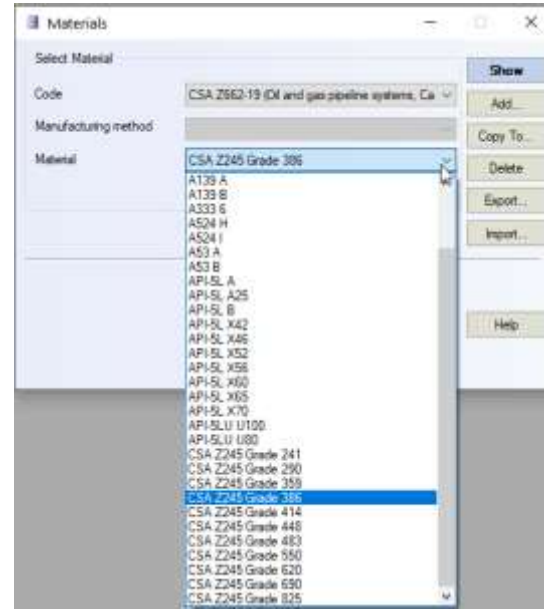 Materials
Select Material
Show
Code
CSA Z662-19 (Oil and gas pipeline systems, Ca
Add...
Manufacturing method
Copy To...
Material
CSA Z245 Grade 386
Delete
Export...
Import...
Help
A139 A
A139 B
A333 6
A524 II
A524 I
A53 A
A53 B
API-5L A
API-5L A25
API-5L B
API-5L X42
API-5L X46
API-5L X52
API-5L X56
API-5L X60
API-5L X65
API-5L X70
API-5LU U100
API-5LU U80
CSA Z245 Grade 241
CSA Z245 Grade 290
CSA Z245 Grade 359
CSA Z245 Grade 386
CSA Z245 Grade 414
CSA Z245 Grade 448
CSA Z245 Grade 483
CSA Z245 Grade 550
CSA Z245 Grade 620
CSA Z245 Grade 690
CSA Z245 Grade 825